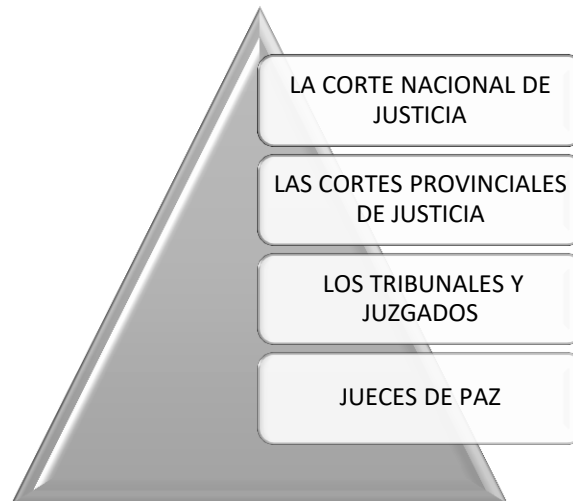 LA CORTE NACIONAL DE
JUSTICIA
LAS CORTES PROVINCIALES
DE JUSTICIA
LOS TRIBUNALES Y
JUZGADOS
JUECES DE PAZ